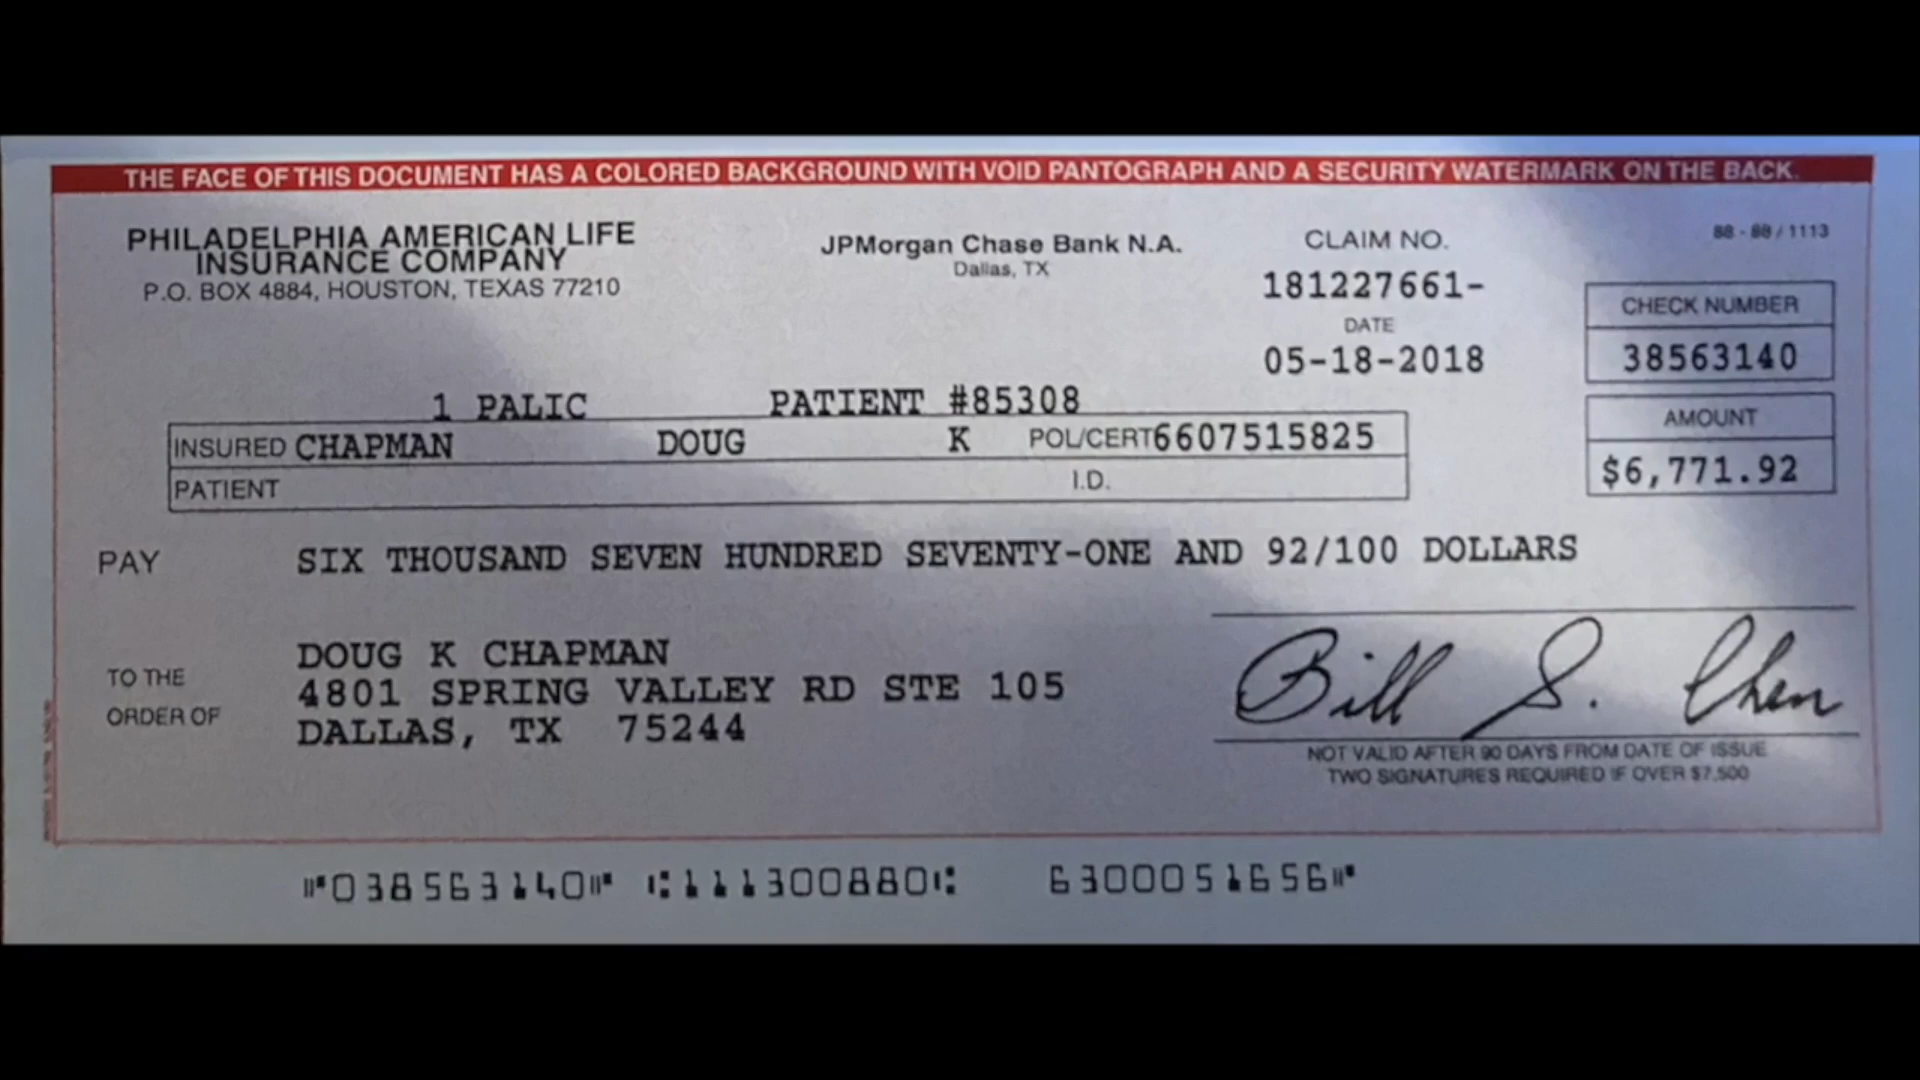 THE FACE OF THIS DOCUMENT HAS A COLORED BACKGROUND WITH VOID PANTOGRAPH AND A SECURITY WATERMARK ON THE BACK.
PHILADELPHIA AMERICAN LIFE
INSURANCE COMPANY
P.O. BOX 4884, HOUSTON, TEXAS 77210
JPMorgan Chase Bank N.A.
Dallas, TX
CLAIM NO.
181227661-
DATE
05-18-2018
88-88/1113
CHECK NUMBER
38563140
AMOUNT
$6,771.92
1 PALIC PATIENT #85308
INSURED CHAPMAN DOUG K POL/CERT 6607515825
PATIENT I.D.
PAY SIX THOUSAND SEVEN HUNDRED SEVENTY-ONE AND 92/100 DOLLARS
TO THE
ORDER OF
DOUG K CHAPMAN
4801 SPRING VALLEY RD STE 105
DALLAS, TX 75244
Bill S. Chen
NOT VALID AFTER 90 DAYS FROM DATE OF ISSUE
TWO SIGNATURES REQUIRED IF OVER $7,500
⑈038563140⑈ ⑆111300880⑆ 6300051656⑈